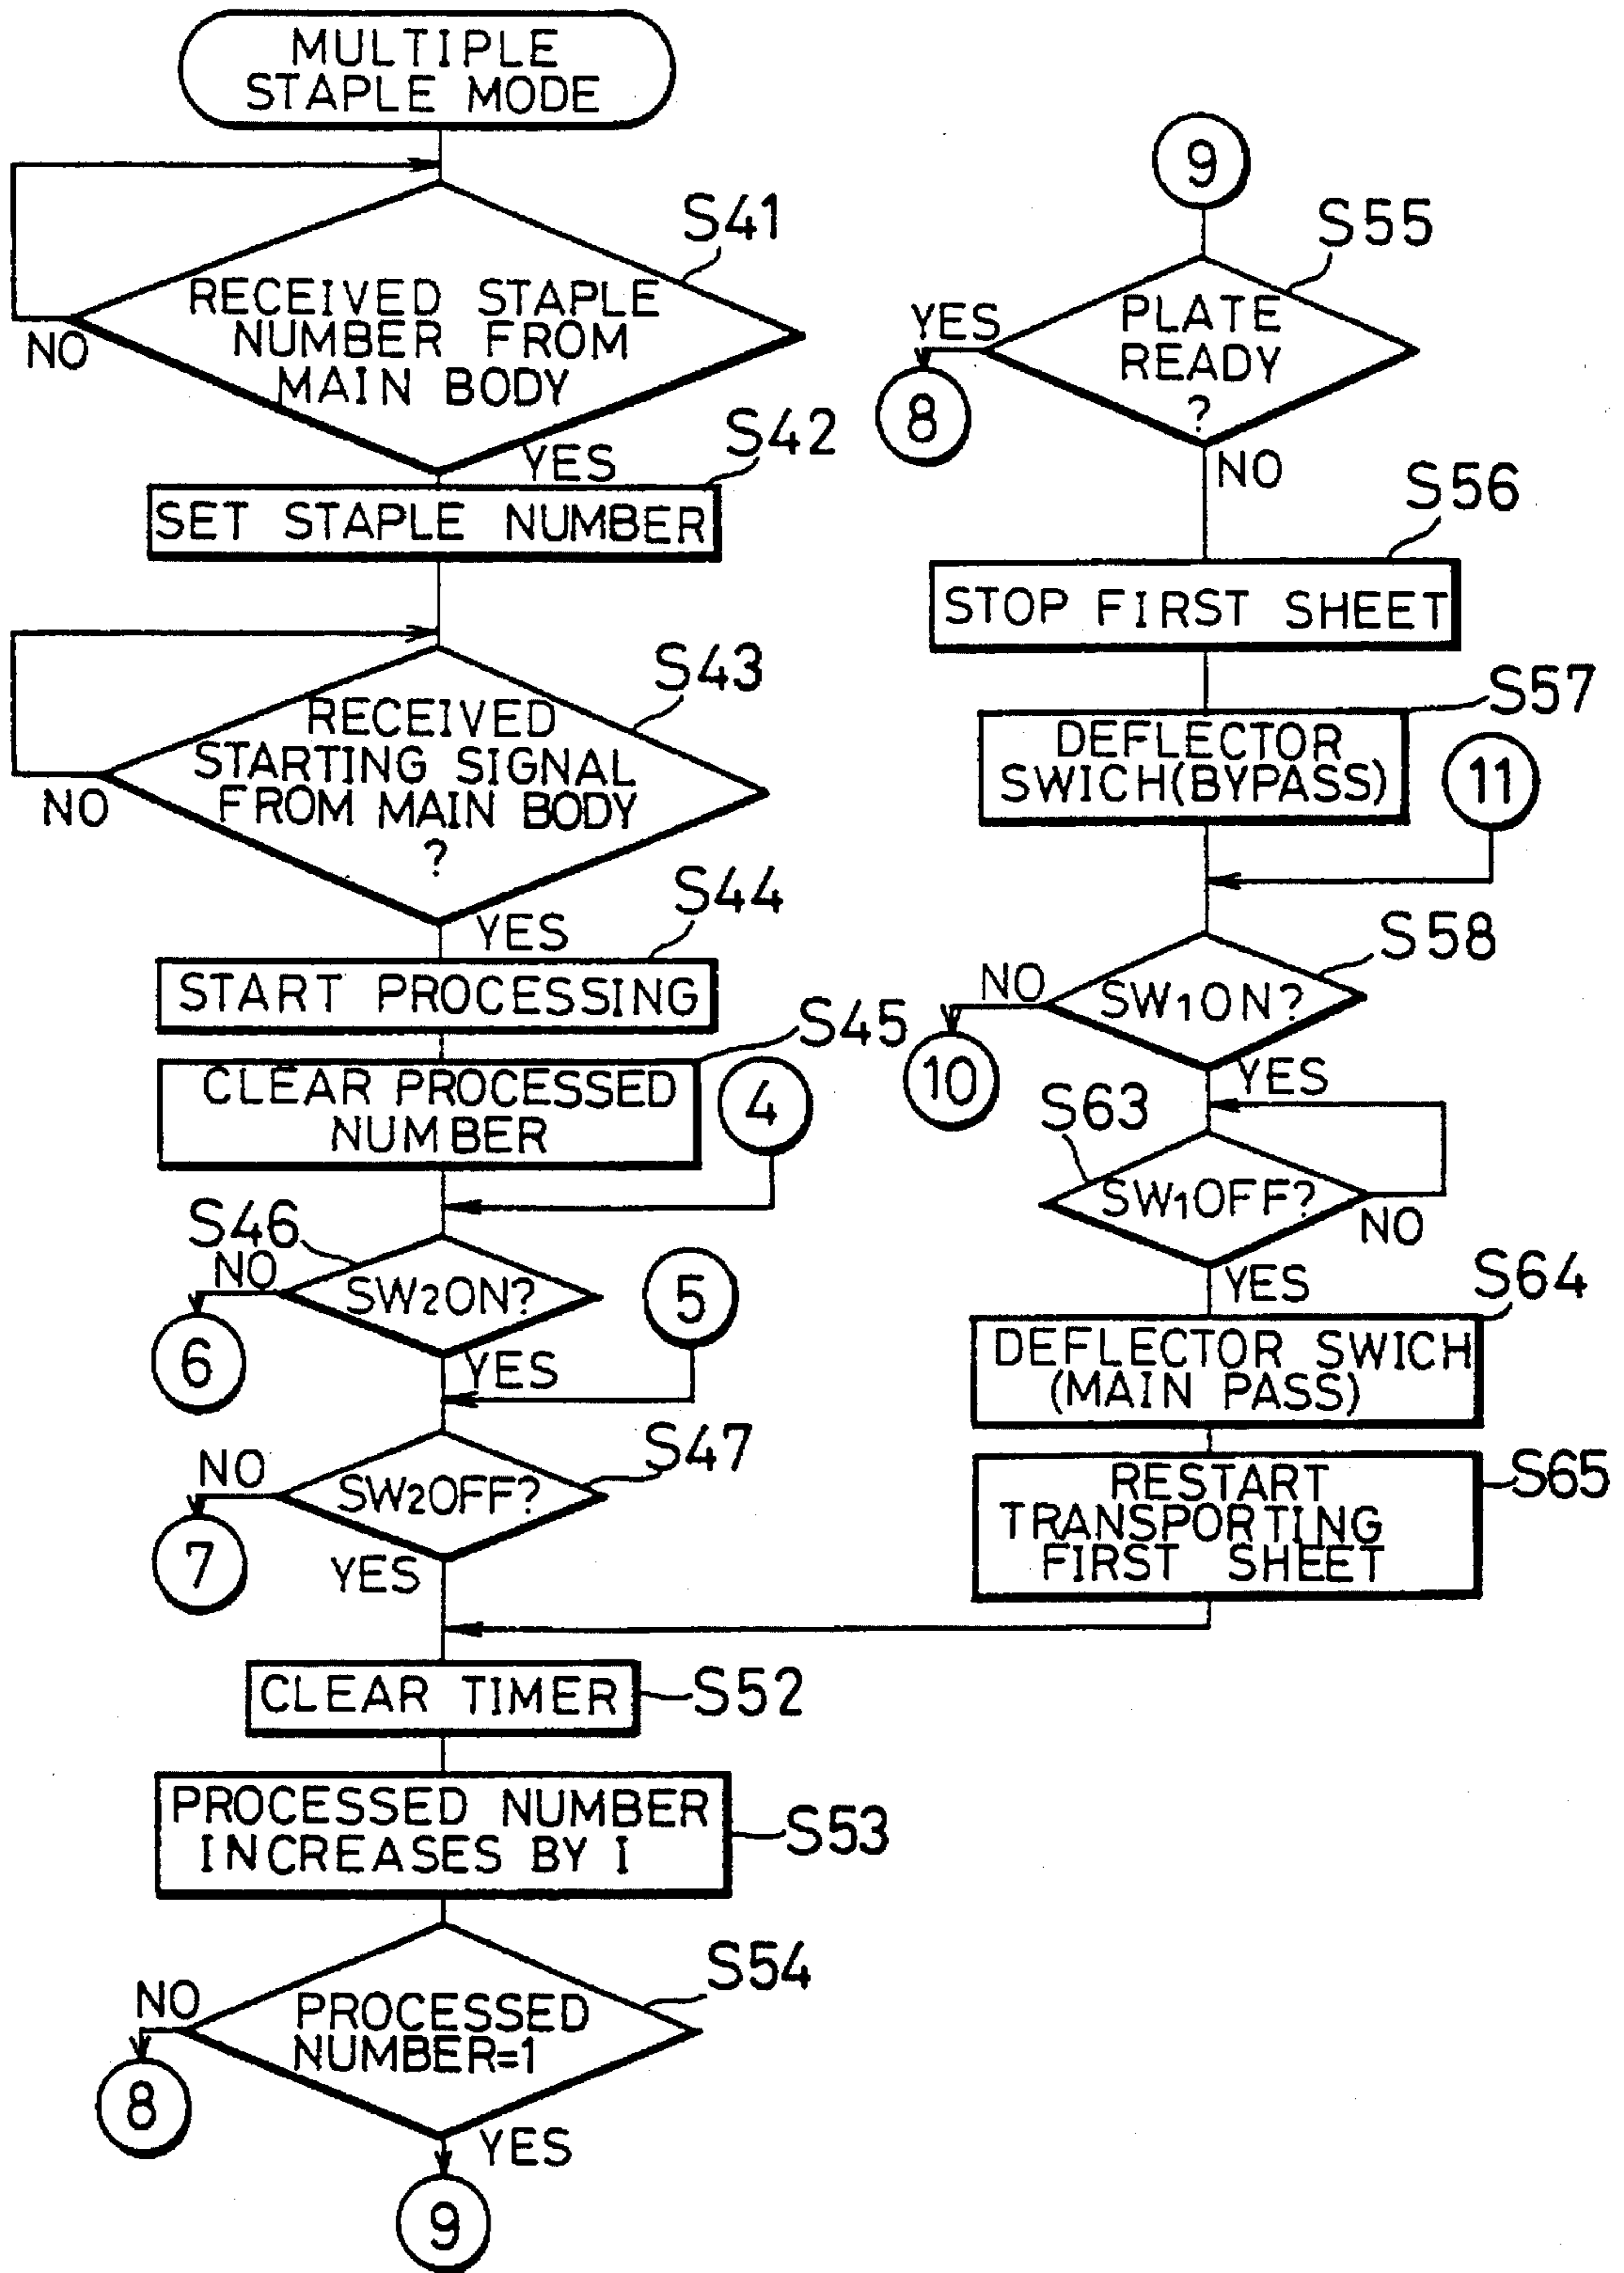 MULTIPLE
STAPLE MODE
S41
RECEIVED STAPLE
NUMBER FROM
MAIN BODY
NO
YES
S42
SET STAPLE NUMBER
S43
RECEIVED
STARTING SIGNAL
FROM MAIN BODY
?
NO
YES
S44
START PROCESSING
S45
CLEAR PROCESSED
NUMBER
4
S46
NO
SW2ON?
6
YES
5
S47
NO
SW2OFF?
7
YES
CLEAR TIMER
S52
PROCESSED NUMBER
INCREASES BY I
S53
S54
NO
PROCESSED
NUMBER=1
8
YES
9
9
S55
YES
PLATE
READY
?
8
NO
S56
STOP FIRST SHEET
S57
DEFLECTOR
SWICH(BYPASS)
11
S58
NO
SW1ON?
10
YES
S63
SW1OFF?
NO
YES
S64
DEFLECTOR SWICH
(MAIN PASS)
S65
RESTART
TRANSPORTING
FIRST SHEET